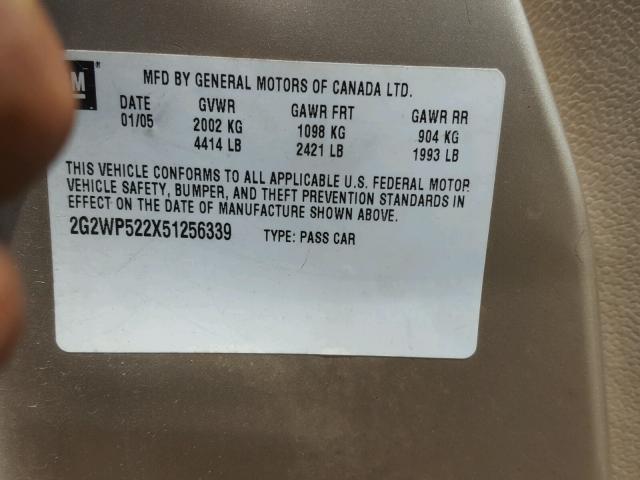 M®
MFD BY GENERAL MOTORS OF CANADA LTD.
DATE GVWR GAWR FRT GAWR RR
01/05 2002 KG 1098 KG 904 KG
4414 LB 2421 LB 1993 LB
THIS VEHICLE CONFORMS TO ALL APPLICABLE U.S. FEDERAL MOTOR
VEHICLE SAFETY, BUMPER, AND THEFT PREVENTION STANDARDS IN
EFFECT ON THE DATE OF MANUFACTURE SHOWN ABOVE.
2G2WP522X51256339 TYPE: PASS CAR